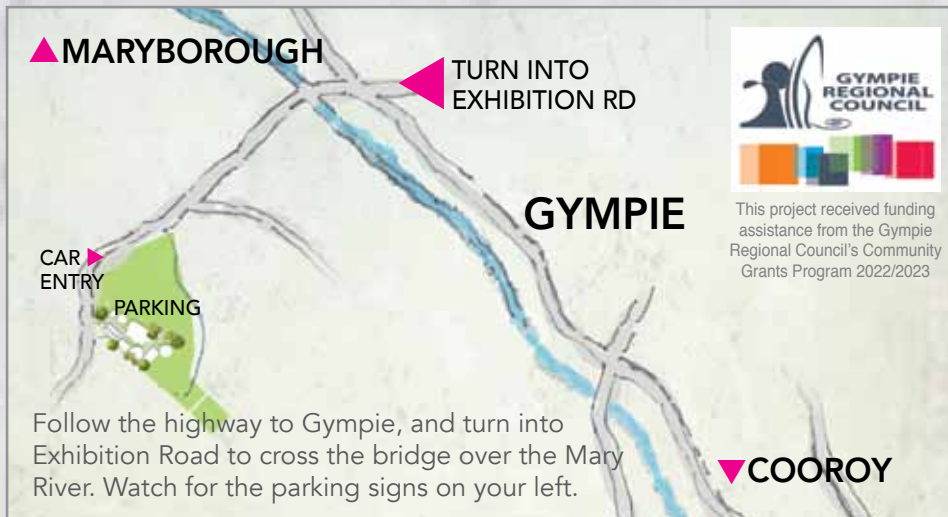 MARYBOROUGH
TURN INTO
EXHIBITION RD
GYMPIE
REGIONAL
COUNCIL
This project received funding
assistance from the Gympie
Regional Council's Community
Grants Program 2022/2023
GYMPIE
CAR
ENTRY
PARKING
Follow the highway to Gympie, and turn into
Exhibition Road to cross the bridge over the Mary
River. Watch for the parking signs on your left.
COOROY